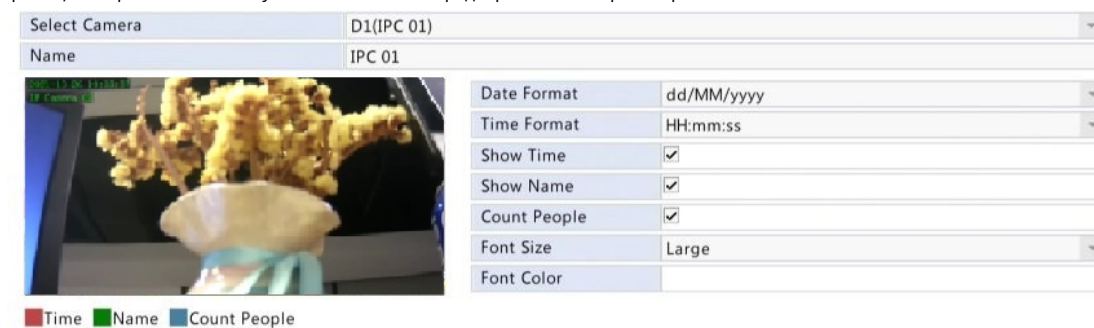 Select Camera D1(IPC 01)
Name IPC 01
Date Format dd/MM/yyyy
Time Format HH:mm:ss
Show Time
Show Name
Count People
Font Size Large
Font Color
Time Name Count People